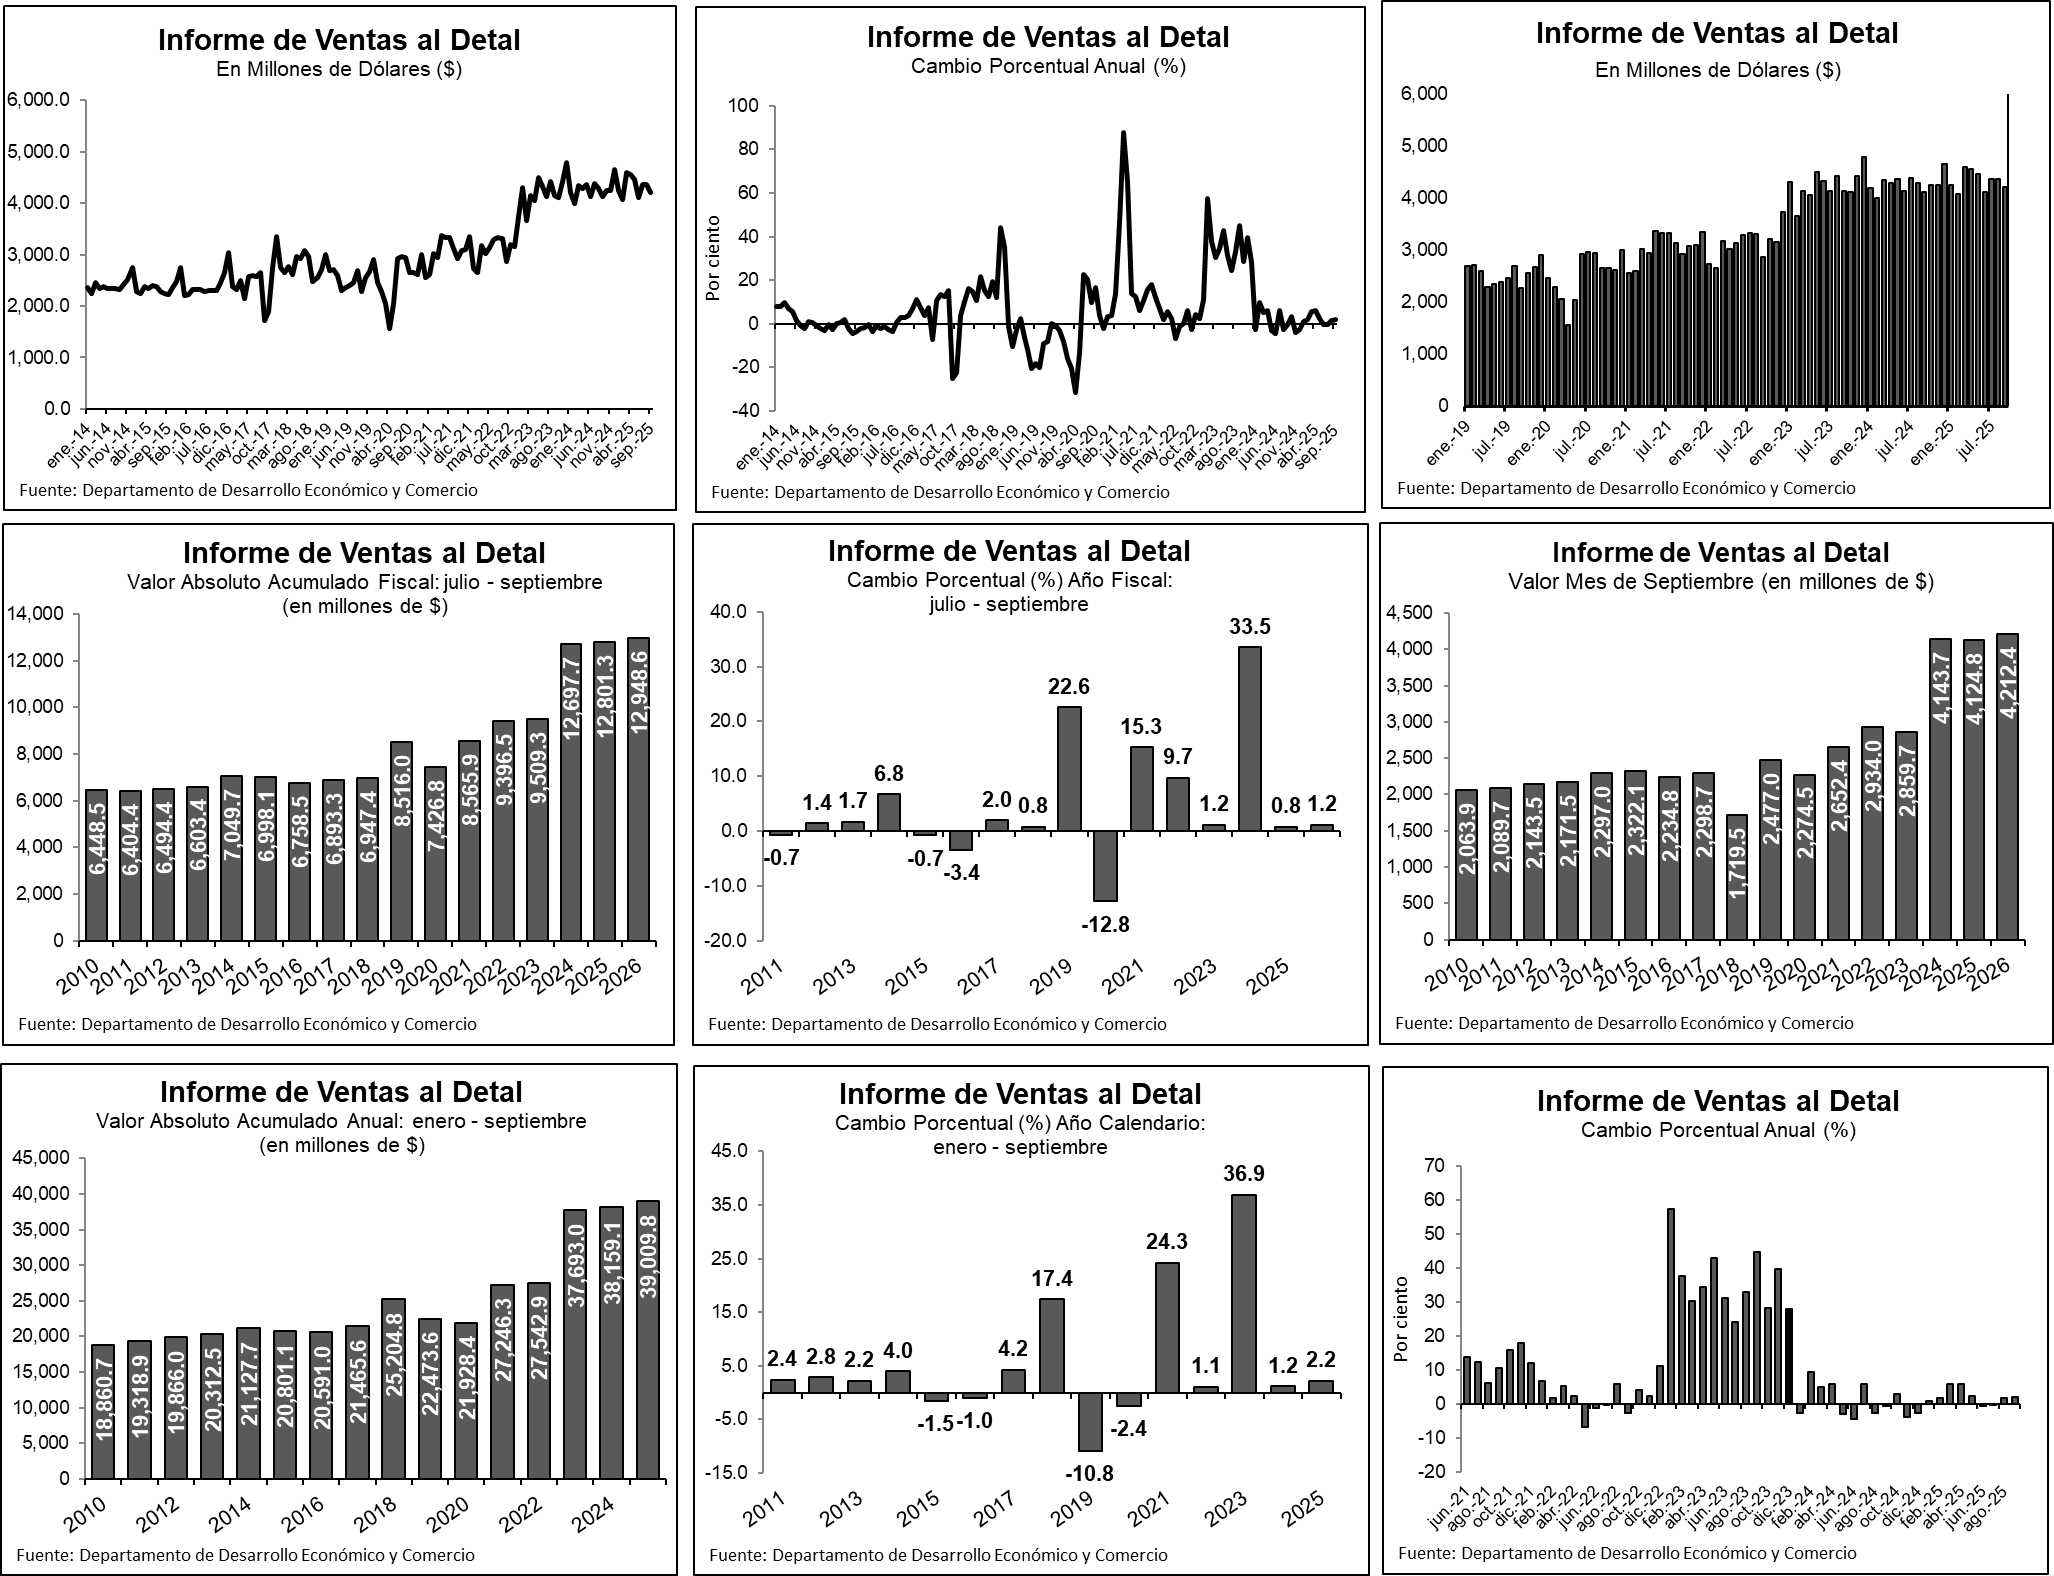 Informe de Ventas al Detal
En Millones de Dólares ($)
6,000.0
5,000.0
4,000.0
3,000.0
2,000.0
1,000.0
0.0
ene.-14
jun.-14
nov.-14
abr.-15
sep.-15
feb.-16
jul.-16
dic.-16
may.-17
oct.-17
mar.-18
ago.-18
ene.-19
jun.-19
nov.-19
abr.-20
sep.-20
feb.-21
jul.-21
dic.-21
may.-22
oct.-22
mar.-23
ago.-23
ene.-24
jun.-24
nov.-24
abr.-25
sep.-25
Fuente: Departamento de Desarrollo Económico y Comercio
Informe de Ventas al Detal
Cambio Porcentual Anual (%)
Por ciento
100
80
60
40
20
0
-20
-40
ene.-14
jun.-14
nov.-14
abr.-15
sep.-15
feb.-16
jul.-16
dic.-16
may.-17
oct.-17
mar.-18
ago.-18
ene.-19
jun.-19
nov.-19
abr.-20
sep.-20
feb.-21
jul.-21
dic.-21
may.-22
oct.-22
mar.-23
ago.-23
ene.-24
jun.-24
nov.-24
abr.-25
sep.-25
Fuente: Departamento de Desarrollo Económico y Comercio
Informe de Ventas al Detal
En Millones de Dólares ($)
6,000
5,000
4,000
3,000
2,000
1,000
0
ene.-19
jul.-19
ene.-20
jul.-20
ene.-21
jul.-21
ene.-22
jul.-22
ene.-23
jul.-23
ene.-24
jul.-24
ene.-25
jul.-25
Fuente: Departamento de Desarrollo Económico y Comercio
Informe de Ventas al Detal
Valor Absoluto Acumulado Fiscal: julio - septiembre
(en millones de $)
14,000
12,000
10,000
8,000
6,000
4,000
2,000
0
6,448.5
6,404.4
6,494.4
6,603.4
7,049.7
6,998.1
6,758.5
6,893.3
6,947.4
8,516.0
7,426.8
8,565.9
9,396.5
9,509.3
12,697.7
12,801.3
12,948.6
2010
2011
2012
2013
2014
2015
2016
2017
2018
2019
2020
2021
2022
2023
2024
2025
2026
Fuente: Departamento de Desarrollo Económico y Comercio
Informe de Ventas al Detal
Cambio Porcentual (%) Año Fiscal:
julio - septiembre
40.0
30.0
20.0
10.0
0.0
-10.0
-20.0
-0.7
1.4
1.7
6.8
-0.7
-3.4
2.0
0.8
22.6
-12.8
15.3
9.7
1.2
33.5
0.8
1.2
2011
2013
2015
2017
2019
2021
2023
2025
Fuente: Departamento de Desarrollo Económico y Comercio
Informe de Ventas al Detal
Valor Mes de Septiembre (en millones de $)
4,500
4,000
3,500
3,000
2,500
2,000
1,500
1,000
500
0
2,063.9
2,089.7
2,143.5
2,171.5
2,297.0
2,322.1
2,234.8
2,298.7
1,719.5
2,477.0
2,274.5
2,652.4
2,934.0
2,859.7
4,143.7
4,124.8
4,212.4
2010
2011
2012
2013
2014
2015
2016
2017
2018
2019
2020
2021
2022
2023
2024
2025
2026
Fuente: Departamento de Desarrollo Económico y Comercio
Informe de Ventas al Detal
Valor Absoluto Acumulado Anual: enero - septiembre
(en millones de $)
45,000
40,000
35,000
30,000
25,000
20,000
15,000
10,000
5,000
0
18,860.7
19,318.9
19,866.0
20,312.5
21,127.7
20,801.1
20,591.0
21,465.6
25,204.8
22,473.6
21,928.4
27,246.3
27,542.9
37,693.0
38,159.1
39,009.8
2010
2012
2014
2016
2018
2020
2022
2024
Fuente: Departamento de Desarrollo Económico y Comercio
Informe de Ventas al Detal
Cambio Porcentual (%) Año Calendario:
enero - septiembre
45.0
35.0
25.0
15.0
5.0
-5.0
-15.0
2.4
2.8
2.2
4.0
-1.5
-1.0
4.2
17.4
-10.8
-2.4
24.3
1.1
36.9
1.2
2.2
2011
2013
2015
2017
2019
2021
2023
2025
Fuente: Departamento de Desarrollo Económico y Comercio
Informe de Ventas al Detal
Cambio Porcentual Anual (%)
Por ciento
70
60
50
40
30
20
10
0
-10
-20
jun.-21
ago.-21
oct.-21
dic.-21
feb.-22
abr.-22
jun.-22
ago.-22
oct.-22
dic.-22
feb.-23
abr.-23
jun.-23
ago.-23
oct.-23
dic.-23
feb.-24
abr.-24
jun.-24
ago.-24
oct.-24
dic.-24
feb.-25
abr.-25
jun.-25
ago.-25
Fuente: Departamento de Desarrollo Económico y Comercio